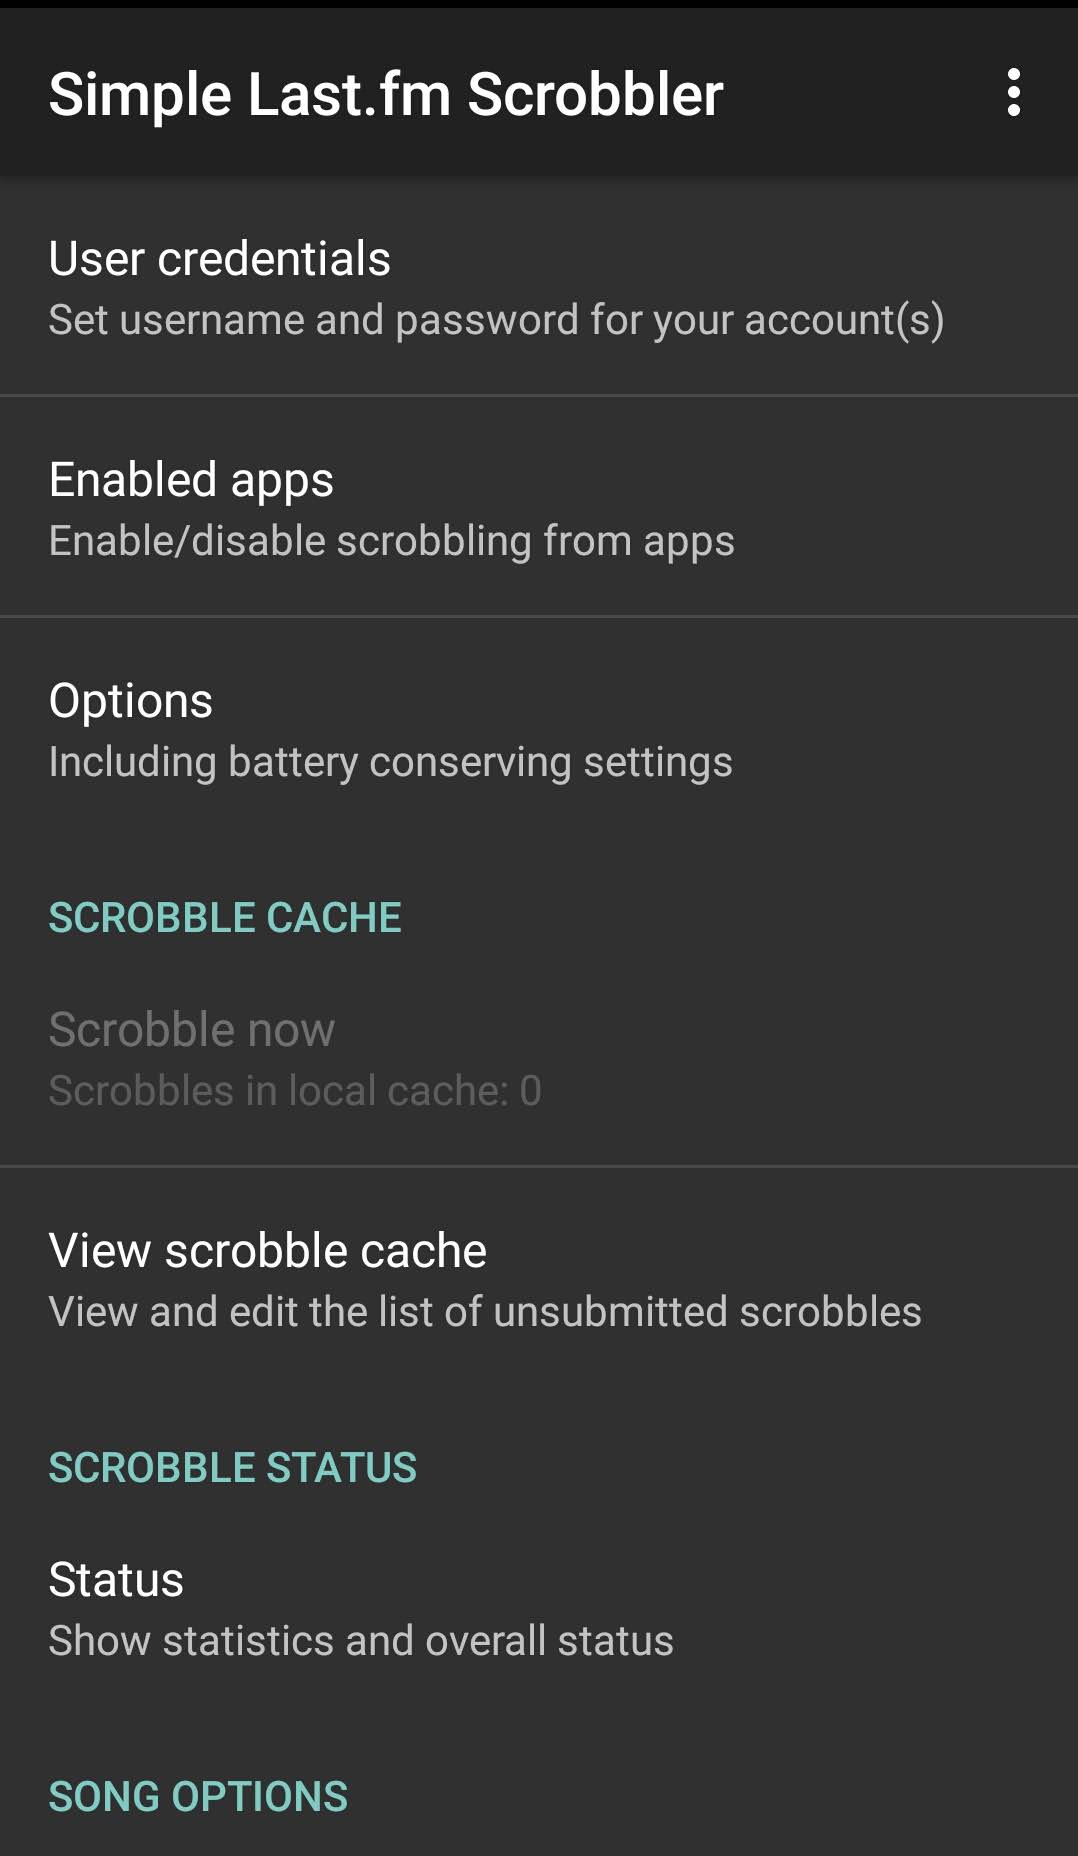 Simple Last.fm Scrobbler
User credentials
Set username and password for your account(s)
Enabled apps
Enable/disable scrobbling from apps
Options
Including battery conserving settings
SCROBBLE CACHE
Scrobble now
Scrobbles in local cache: 0
View scrobble cache
View and edit the list of unsubmitted scrobbles
SCROBBLE STATUS
Status
Show statistics and overall status
SONG OPTIONS